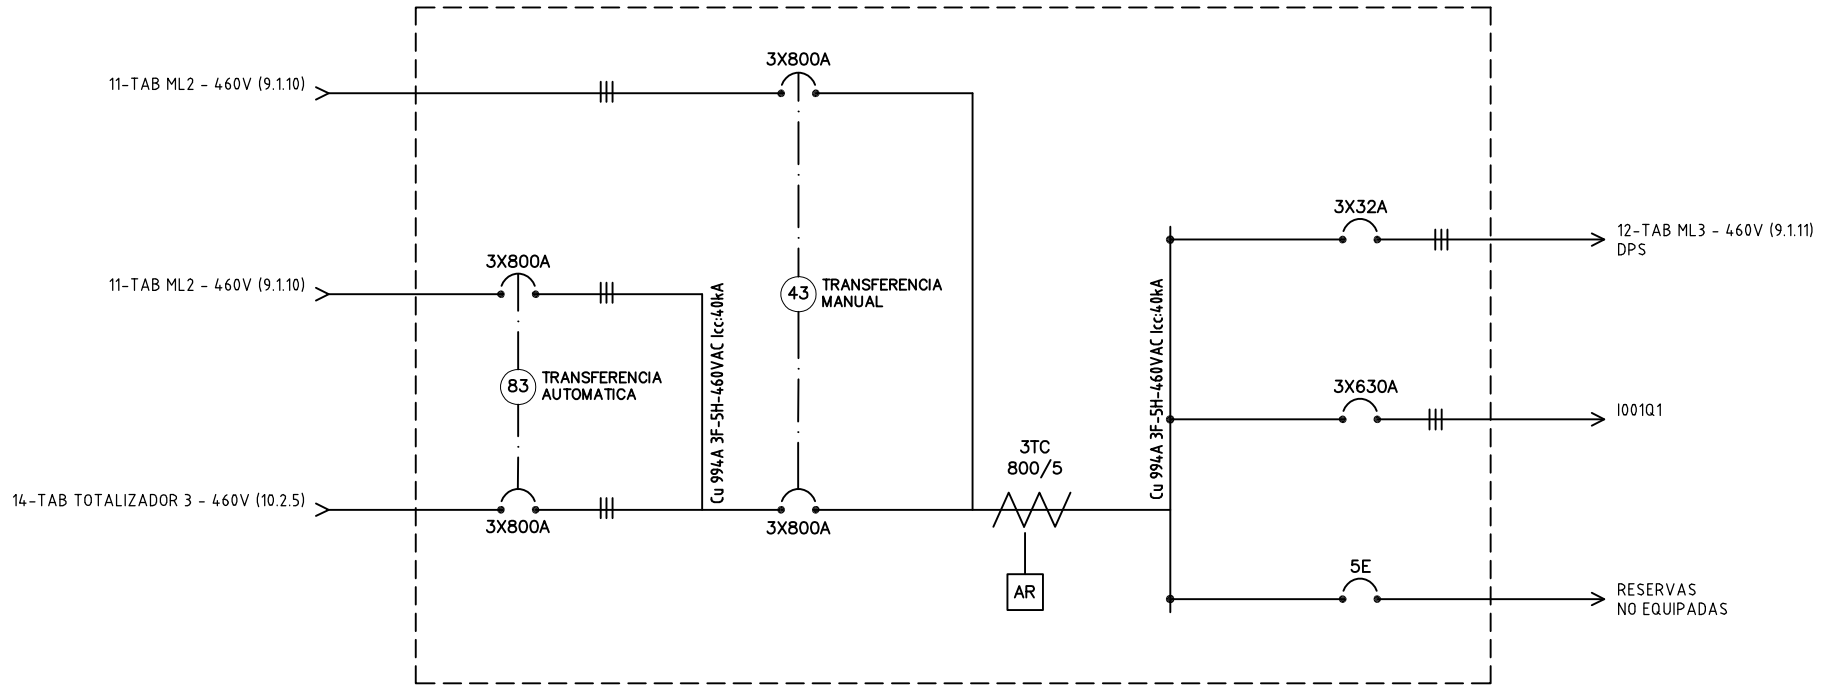 3X800A
11-TAB ML2 - 460V (9.1.10)
3X32A
12-TAB ML3 - 460V (9.1.11)
DPS
3X800A
11-TAB ML2 - 460V (9.1.10)
43
TRANSFERENCIA
MANUAL
Cu 994A 3F-5H-460VAC Icc:40kA
Cu 994A 3F-5H-460VAC Icc:40kA
83
TRANSFERENCIA
AUTOMATICA
3X630A
I001Q1
3TC
800/5
14-TAB TOTALIZADOR 3 - 460V (10.2.5)
3X800A
3X800A
AR
5E
RESERVAS
NO EQUIPADAS